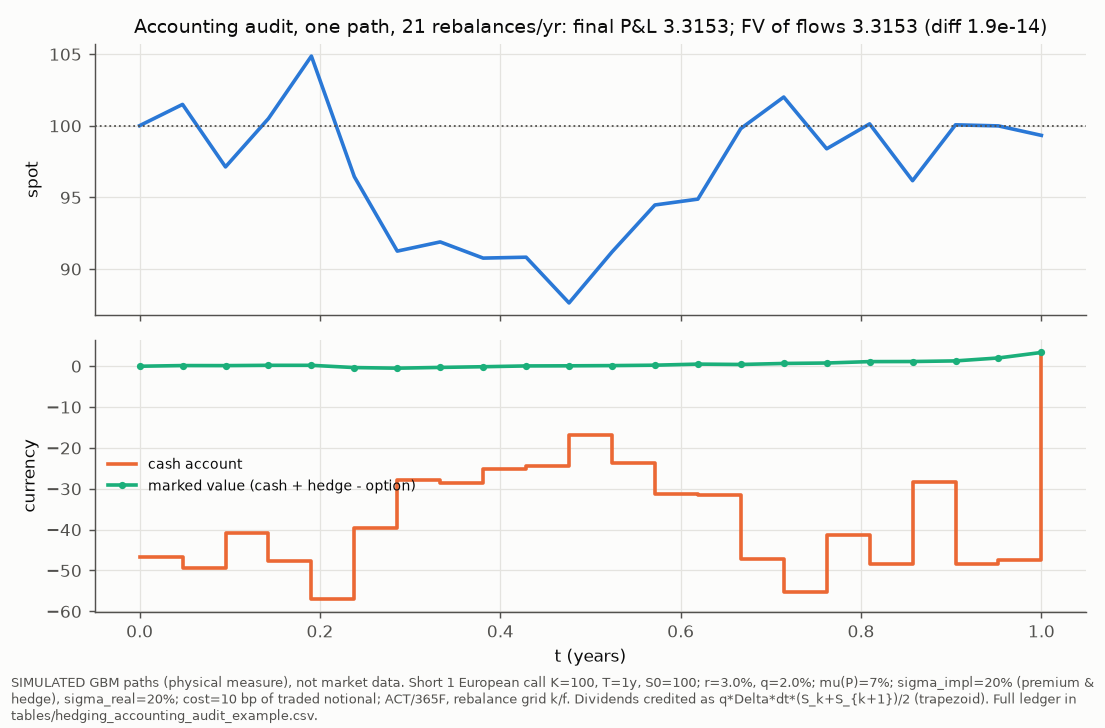 Accounting audit, one path, 21 rebalances/yr: final P&L 3.3153; FV of flows 3.3153 (diff 1.9e-14)
105
100
95
90
spot
0
−10
−20
−30
−40
−50
−60
currency
cash account
marked value (cash + hedge - option)
0.0 0.2 0.4 0.6 0.8 1.0
t (years)
SIMULATED GBM paths (physical measure), not market data. Short 1 European call K=100, T=1y, S0=100; r=3.0%, q=2.0%; mu(P)=7%; sigma_impl=20% (premium &
hedge), sigma_real=20%; cost=10 bp of traded notional; ACT/365F, rebalance grid k/f. Dividends credited as q*Delta*dt*(S_k+S_{k+1})/2 (trapezoid). Full ledger in
tables/hedging_accounting_audit_example.csv.